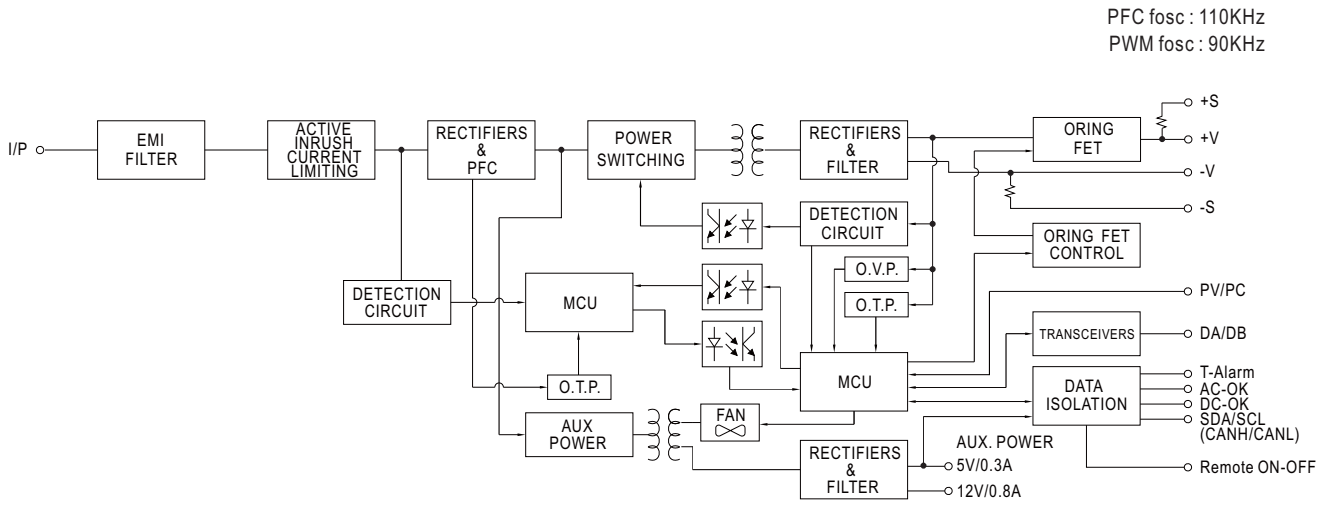 PFC fosc : 110KHz
PWM fosc : 90KHz
I/P
EMI
FILTER
ACTIVE
INRUSH
CURRENT
LIMITING
RECTIFIERS
&
PFC
POWER
SWITCHING
RECTIFIERS
&
FILTER
ORING
FET
+S
+V
-V
-S
DETECTION
CIRCUIT
ORING FET
CONTROL
O.V.P.
O.T.P.
DETECTION
CIRCUIT
MCU
PV/PC
TRANSCEIVERS
DA/DB
MCU
O.T.P.
DATA
ISOLATION
T-Alarm
AC-OK
DC-OK
SDA/SCL
(CANH/CANL)
AUX
POWER
FAN
RECTIFIERS
&
FILTER
AUX. POWER
5V/0.3A
12V/0.8A
Remote ON-OFF